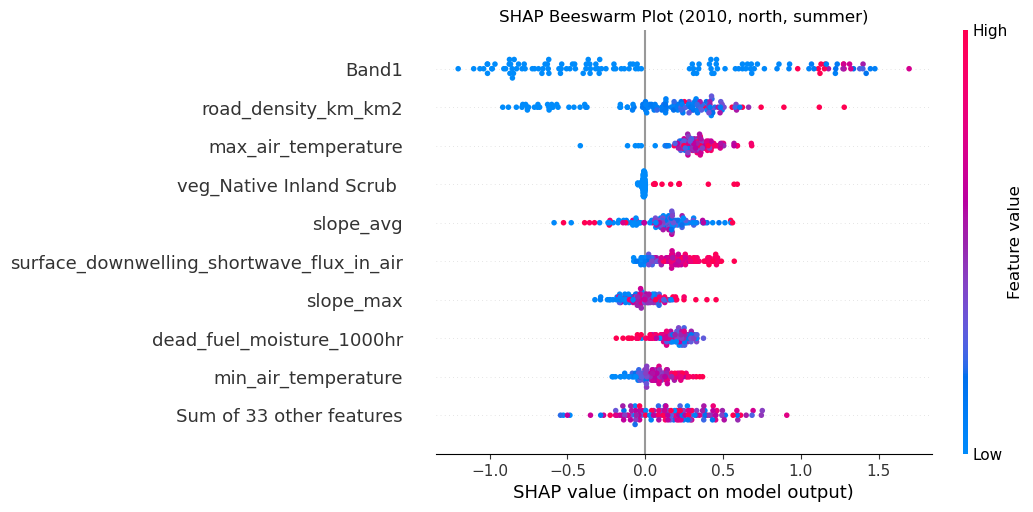 SHAP Beeswarm Plot (2010, north, summer)
High
Band1
road_density_km_km2
max_air_temperature
veg_Native Inland Scrub
slope_avg
surface_downwelling_shortwave_flux_in_air
slope_max
dead_fuel_moisture_1000hr
min_air_temperature
Sum of 33 other features
Feature value
Low
−1.0 −0.5 0.0 0.5 1.0 1.5
SHAP value (impact on model output)